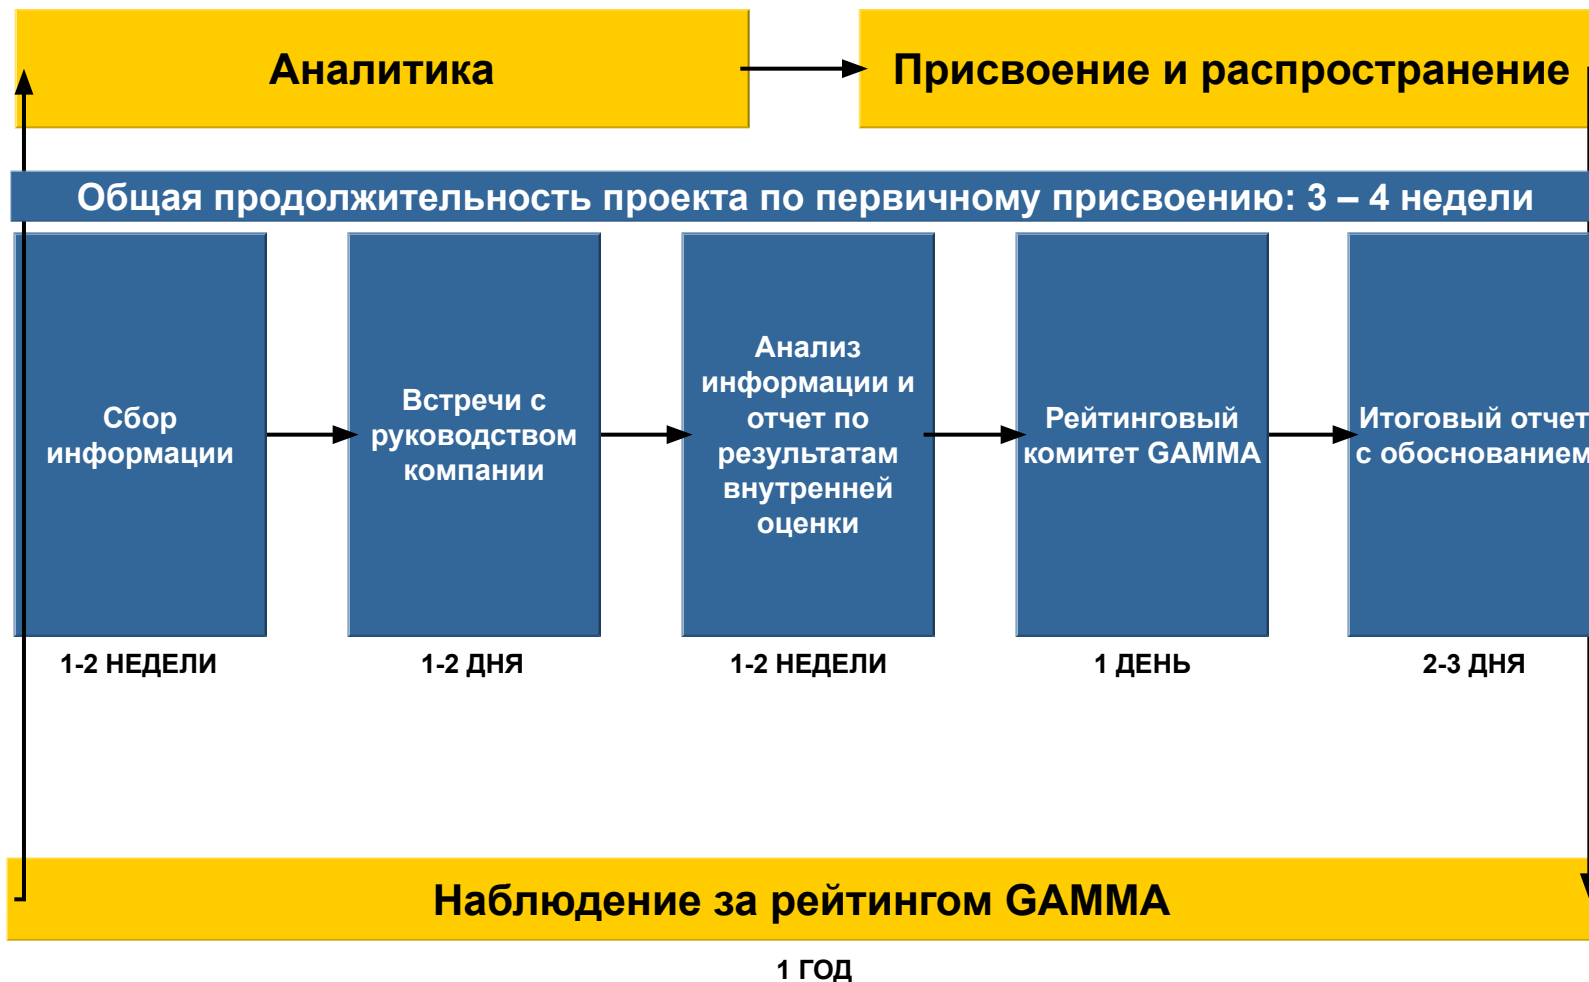 Аналитика
Присвоение и распространение
Общая продолжительность проекта по первичному присвоению: 3 – 4 недели
Сбор
информации
Встречи с
руководством
компании
Анализ
информации и
отчет по
результатам
внутренней
оценки
Рейтинговый
комитет GAMMA
Итоговый отчет
с обоснованием
1-2 НЕДЕЛИ
1-2 ДНЯ
1-2 НЕДЕЛИ
1 ДЕНЬ
2-3 ДНЯ
Наблюдение за рейтингом GAMMA
1 ГОД